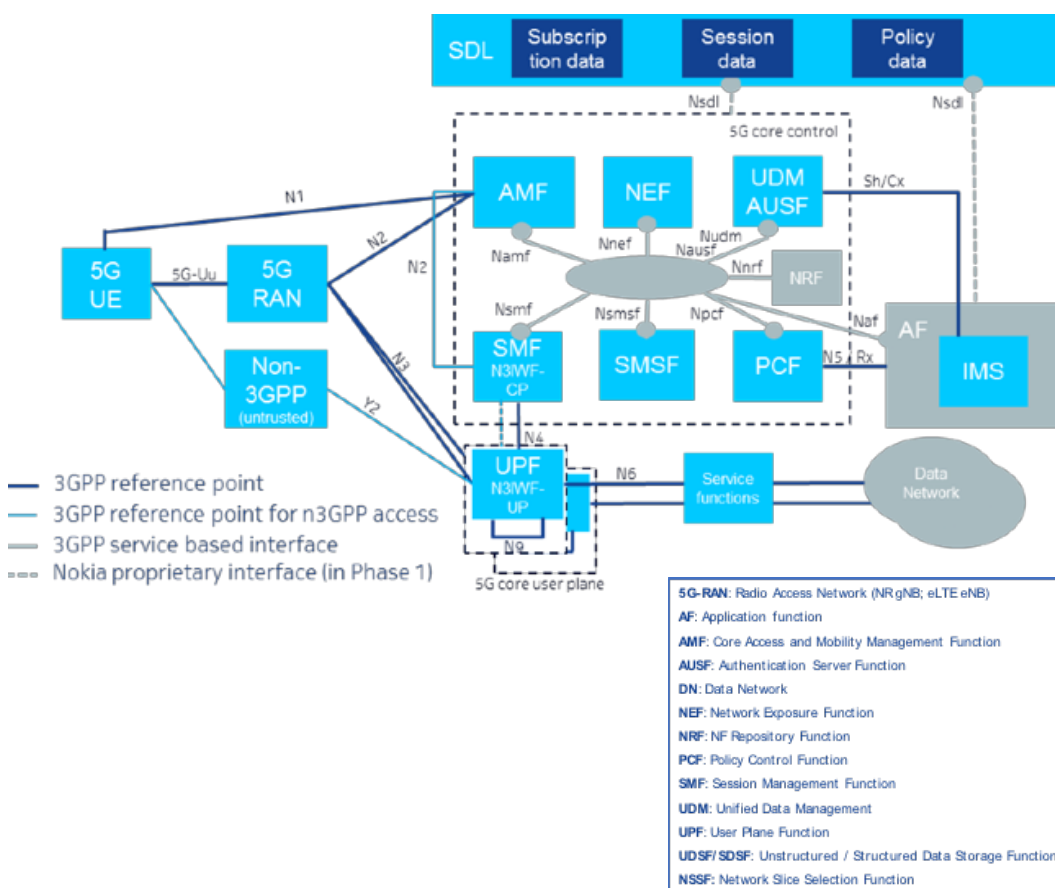 SDL
Subscrip
tion data
Session
data
Policy
data
Nsdl
Nsdl
5G core control
AMF
NEF
UDM
AUSF
Sh/Cx
N1
N2
N2
Namf
Nnef
Nudm
Nausf
Nnrf
NRF
5G
UE
5G-Uu
5G
RAN
Nsmf
Nsmsf
Npcf
Naf
AF
SMF
N3IWF-
CP
SMSF
PCF
N5 / Rx
IMS
Non-
3GPP
(untrusted)
N3
Y2
N4
UPF
N3IWF-
UP
N6
Service
functions
Data
Network
N9
5G core user plane
3GPP reference point
3GPP reference point for n3GPP access
3GPP service based interface
Nokia proprietary interface (in Phase 1)
5G-RAN: Radio Access Network (NR gNB; eLTE eNB)
AF: Application function
AMF: Core Access and Mobility Management Function
AUSF: Authentication Server Function
DN: Data Network
NEF: Network Exposure Function
NRF: NF Repository Function
PCF: Policy Control Function
SMF: Session Management Function
UDM: Unified Data Management
UPF: User Plane Function
UDSF/SDSF: Unstructured / Structured Data Storage Function
NSSF: Network Slice Selection Function